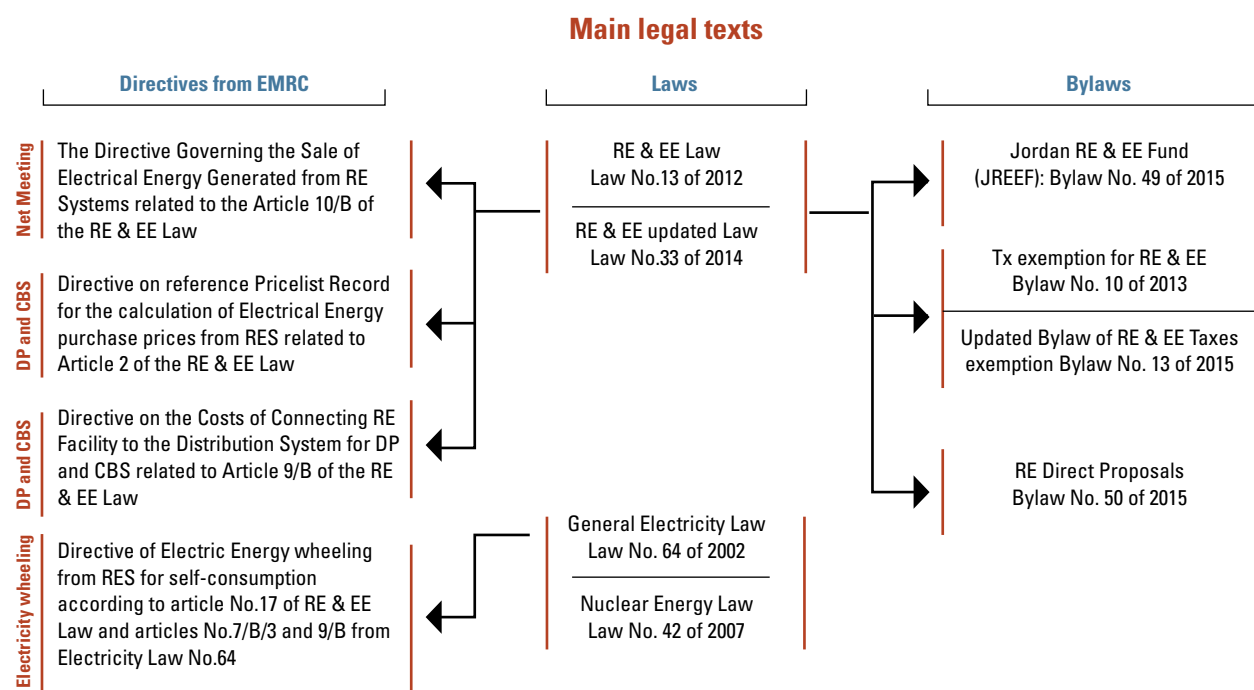 Main legal texts
Directives from EMRC
Net Meeting
The Directive Governing the Sale of
Electrical Energy Generated from RE
Systems related to the Article 10/B of
the RE & EE Law
DP and CBS
Directive on reference Pricelist Record
for the calculation of Electrical Energy
purchase prices from RES related to
Article 2 of the RE & EE Law
DP and CBS
Directive on the Costs of Connecting RE
Facility to the Distribution System for DP
and CBS related to Article 9/B of the RE
& EE Law
Electricity wheeling
Directive of Electric Energy wheeling
from RES for self-consumption
according to article No.17 of RE & EE
Law and articles No.7/B/3 and 9/B from
Electricity Law No.64
Laws
RE & EE Law
Law No.13 of 2012
RE & EE updated Law
Law No.33 of 2014
General Electricity Law
Law No. 64 of 2002
Nuclear Energy Law
Law No. 42 of 2007
Bylaws
Jordan RE & EE Fund
(JREEF): Bylaw No. 49 of 2015
Tx exemption for RE & EE
Bylaw No. 10 of 2013
Updated Bylaw of RE & EE Taxes
exemption Bylaw No. 13 of 2015
RE Direct Proposals
Bylaw No. 50 of 2015